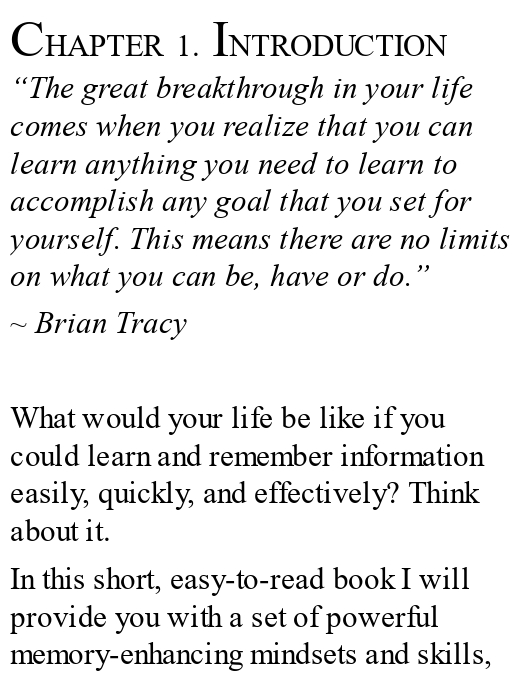 CHAPTER 1. INTRODUCTION
“The great breakthrough in your life
comes when you realize that you can
learn anything you need to learn to
accomplish any goal that you set for
yourself. This means there are no limits
on what you can be, have or do.”
~ Brian Tracy
What would your life be like if you
could learn and remember information
easily, quickly, and effectively? Think
about it.
In this short, easy-to-read book I will
provide you with a set of powerful
memory-enhancing mindsets and skills,